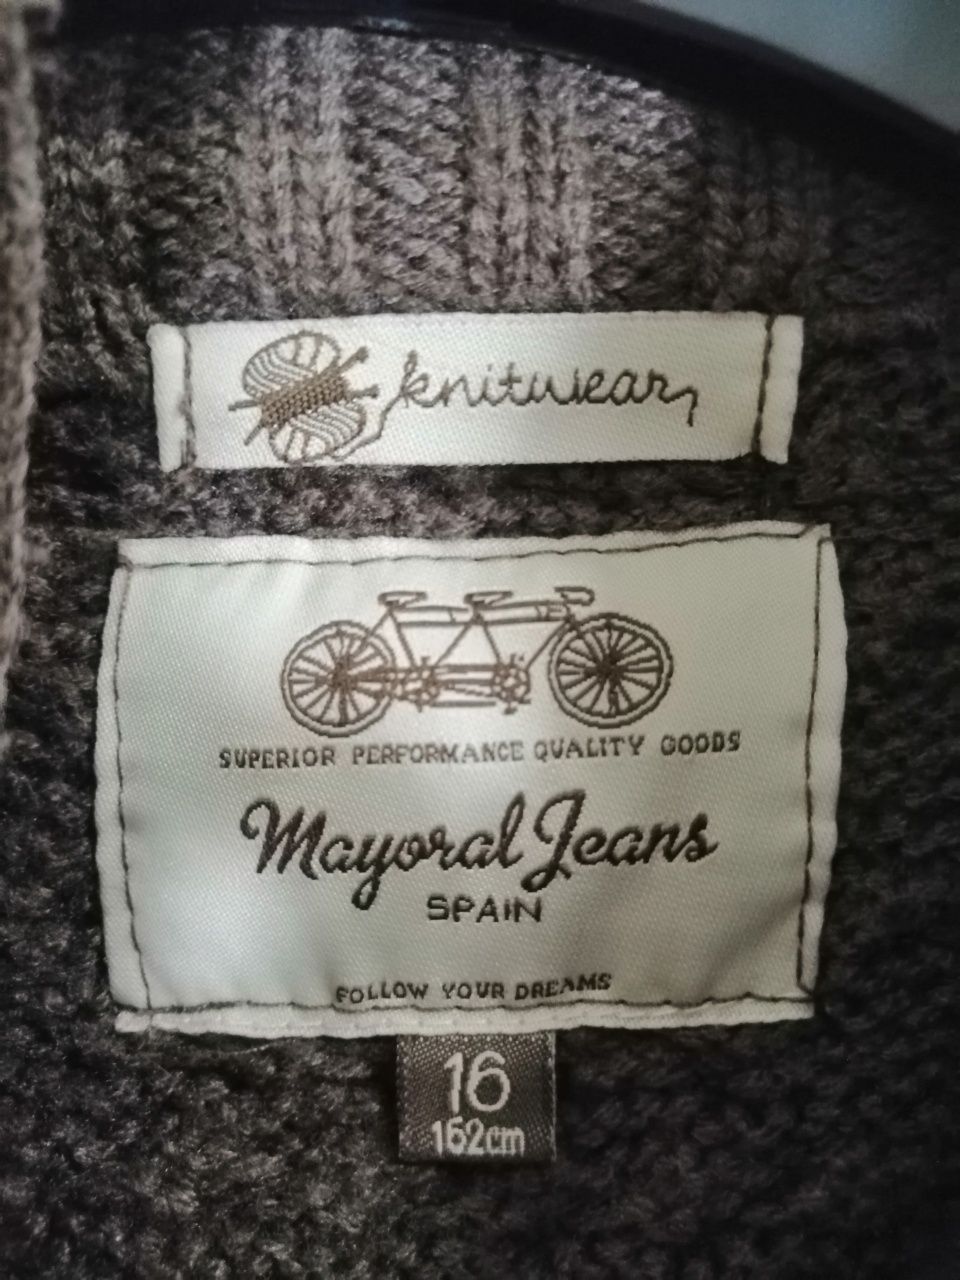 knitwear
SUPERIOR PERFORMANCE QUALITY GOODS
Mayoral Jeans
SPAIN
FOLLOW YOUR DREAMS
16
162cm